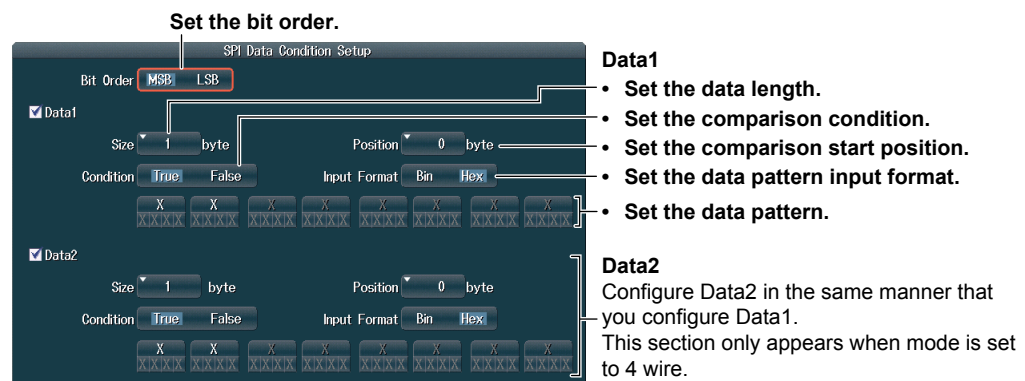 Set the bit order.
SPI Data Condition Setup
Bit Order MSB LSB
Data1
Size 1 byte Position 0 byte
Condition True False Input Format Bin Hex
X X X X X X X X
XXXX XXXX XXXX XXXX XXXX XXXX XXXX XXXX
Data2
Size 1 byte Position 0 byte
Condition True False Input Format Bin Hex
X X X X X X X X
XXXX XXXX XXXX XXXX XXXX XXXX XXXX XXXX
Data1
• Set the data length.
• Set the comparison condition.
• Set the comparison start position.
• Set the data pattern input format.
• Set the data pattern.
Data2
Configure Data2 in the same manner that
you configure Data1.
This section only appears when mode is set
to 4 wire.